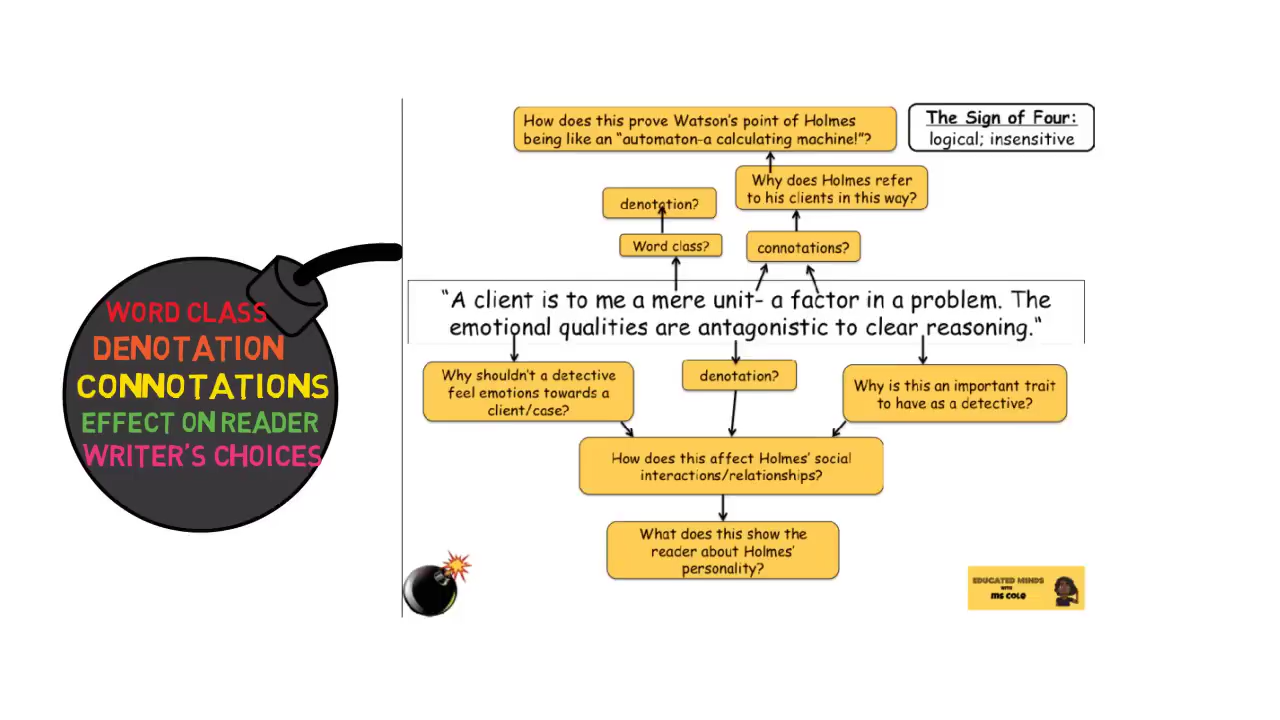 WORD CLASS
DENOTATION
CONNOTATIONS
EFFECT ON READER
WRITER'S CHOICES
How does this prove Watson's point of Holmes
being like an "automaton-a calculating machine!"?
The Sign of Four:
logical; insensitive
Why does Holmes refer
to his clients in this way?
denotation?
Word class?
connotations?
"A client is to me a mere unit- a factor in a problem. The
emotional qualities are antagonistic to clear reasoning."
Why shouldn't a detective
feel emotions towards a
client/case?
denotation?
Why is this an important trait
to have as a detective?
How does this affect Holmes' social
interactions/relationships?
What does this show the
reader about Holmes'
personality?
EDUCATED MINDS
WITH
MS COLE